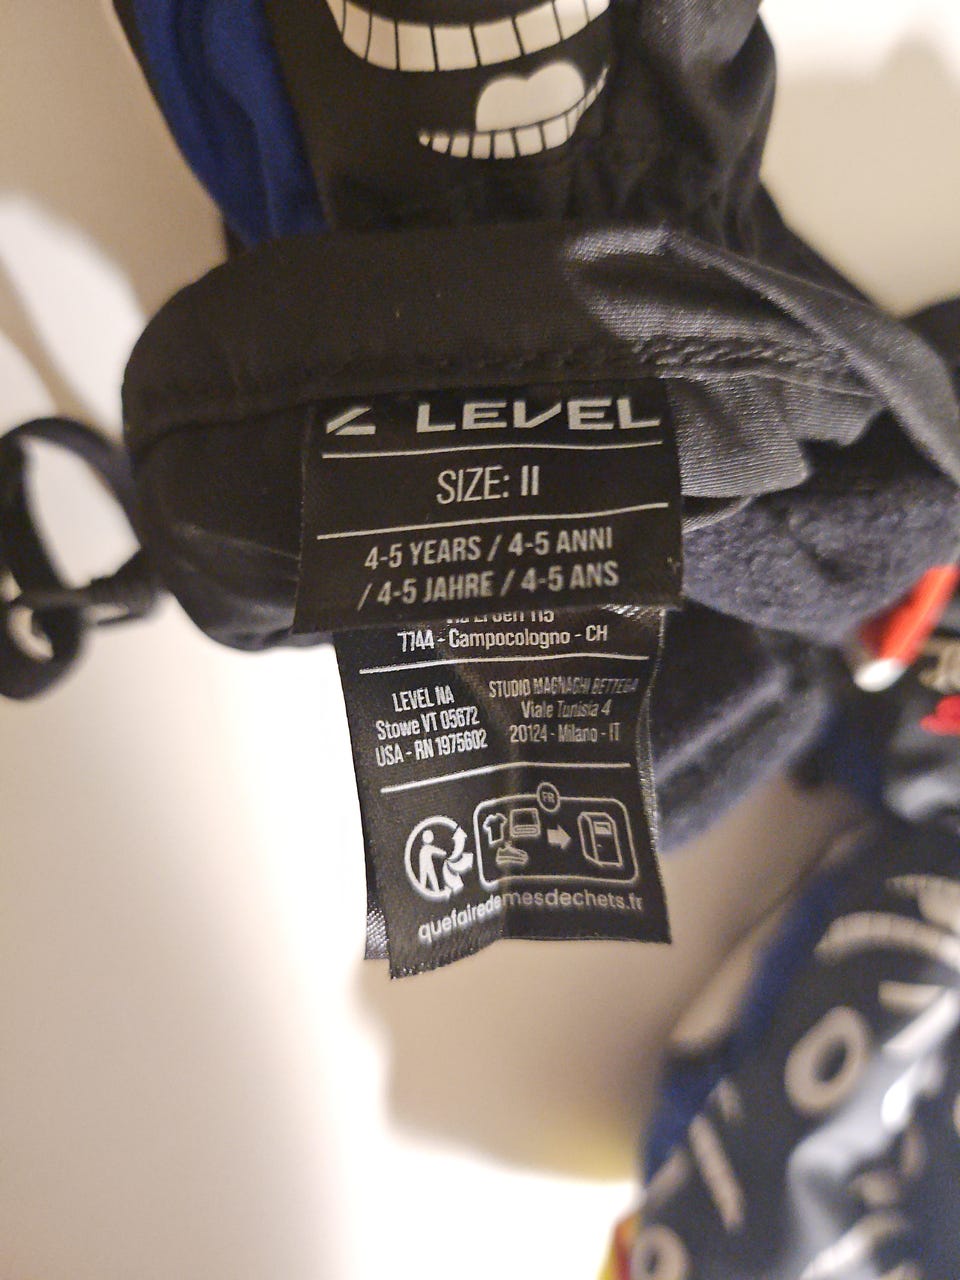 LEVEL
SIZE: II
4-5 YEARS / 4-5 ANNI
/ 4-5 JAHRE / 4-5 ANS
7744 - Campocologno - CH
LEVEL NA
Stowe VT 05672
USA - RN 1975602
STUDIO MAGNAGHI BETTEGA
Viale Tunisia 4
20124 - Milano - IT
FR
quefairedemesdechets.fr